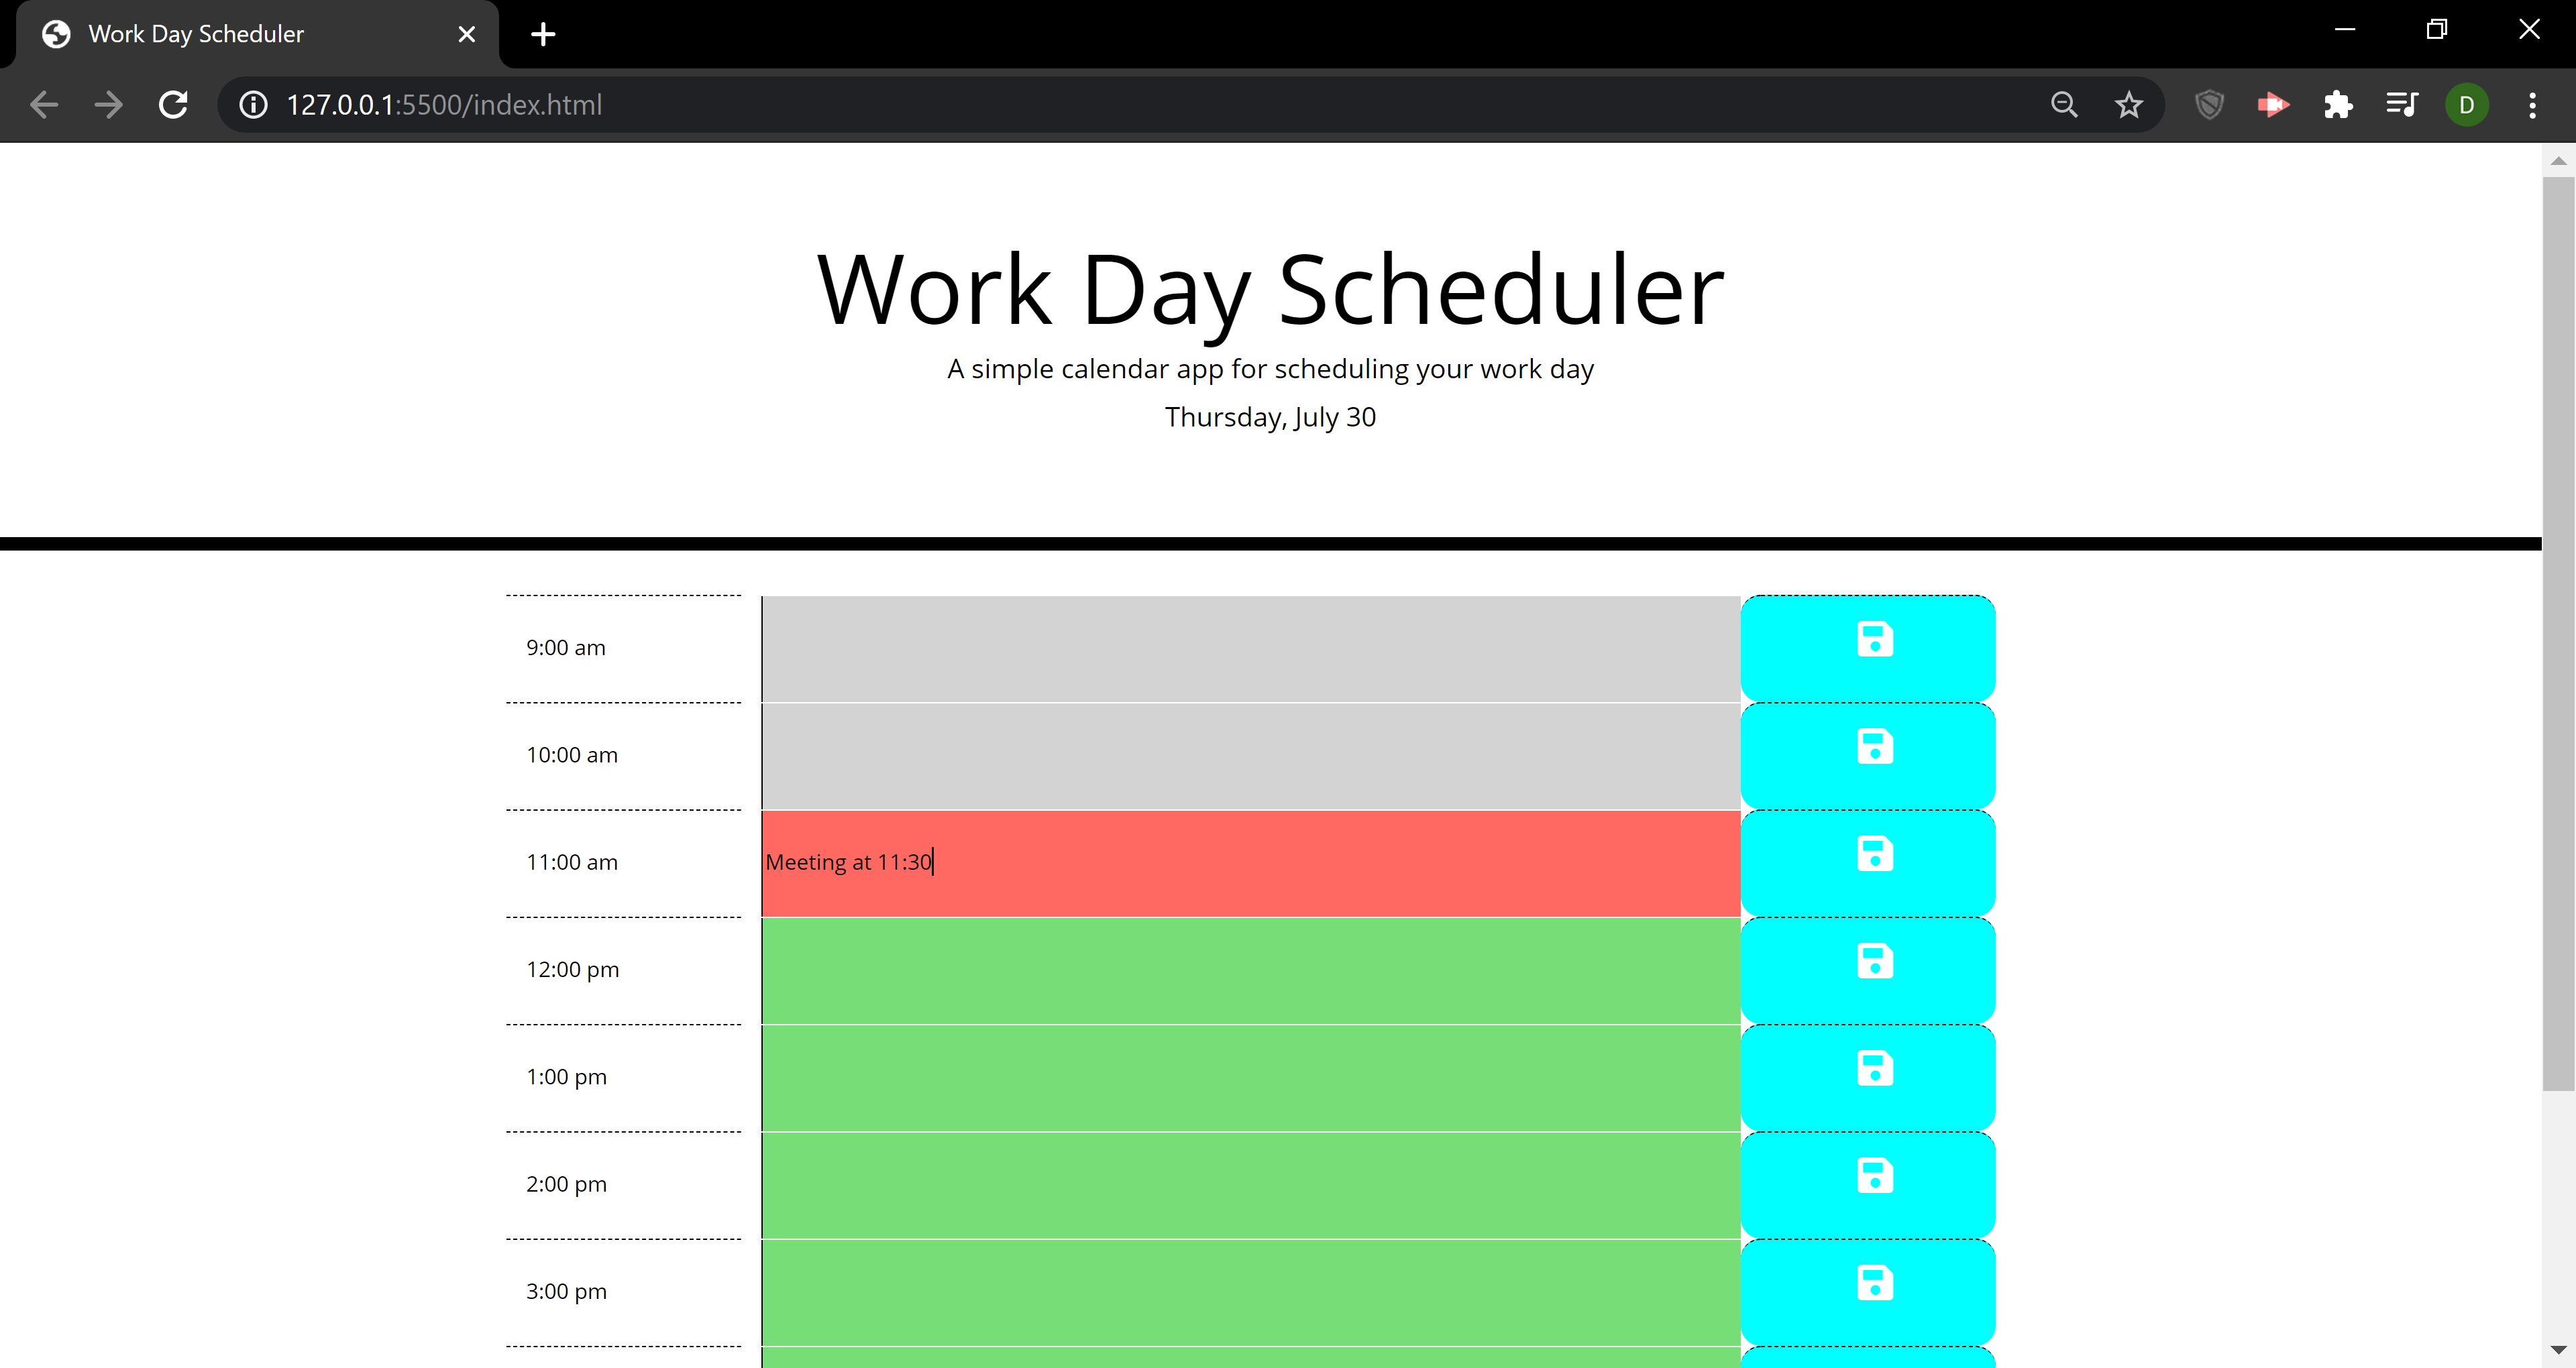 Work Day Scheduler
127.0.0.1:5500/index.html
D
Work Day Scheduler
A simple calendar app for scheduling your work day
Thursday, July 30
9:00 am
10:00 am
11:00 am
Meeting at 11:30
12:00 pm
1:00 pm
2:00 pm
3:00 pm